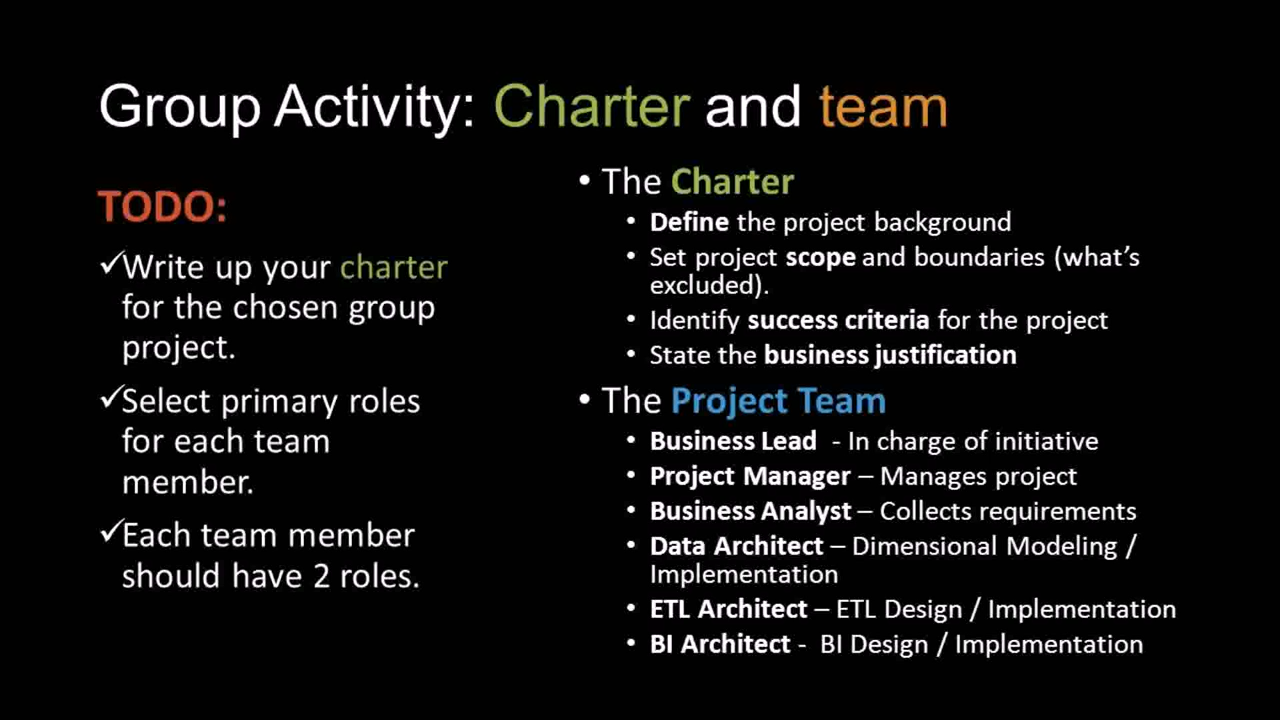 Group Activity: Charter and team
TODO:
✓Write up your charter
for the chosen group
project.
✓Select primary roles
for each team
member.
✓Each team member
should have 2 roles.
• The Charter
• Define the project background
• Set project scope and boundaries (what’s
excluded).
• Identify success criteria for the project
• State the business justification
• The Project Team
• Business Lead - In charge of initiative
• Project Manager – Manages project
• Business Analyst – Collects requirements
• Data Architect – Dimensional Modeling /
Implementation
• ETL Architect – ETL Design / Implementation
• BI Architect - BI Design / Implementation